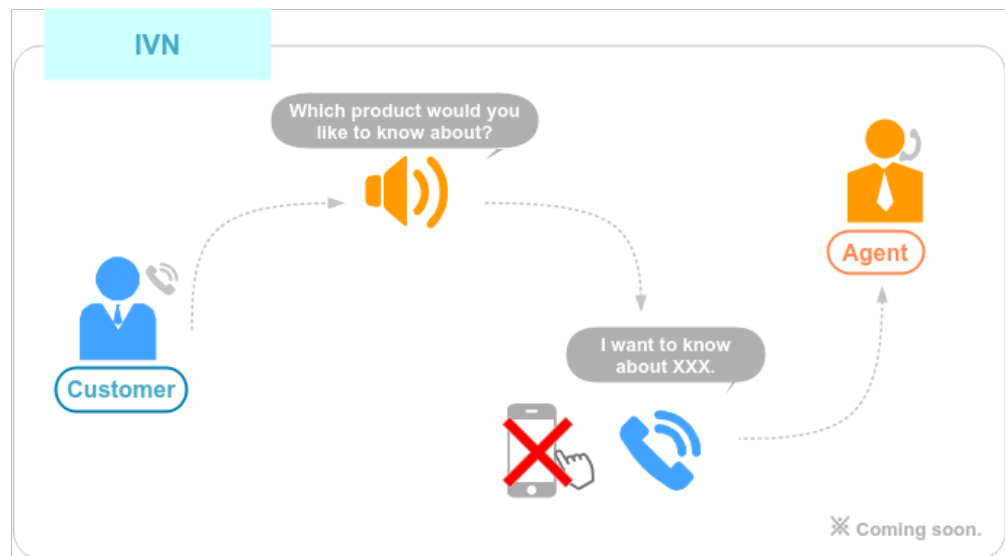 IVN
Which product would you
like to know about?
Agent
I want to know
about XXX.
Customer
※ Coming soon.